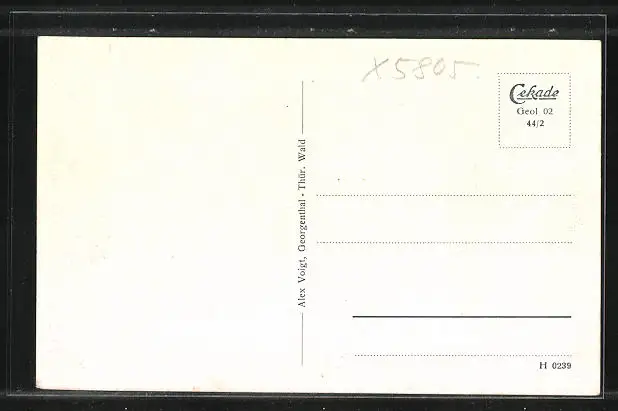 X5805
Cekade
Geol 02
44/2
Alex Voigt, Georgenthal - Thür. Wald
H 0239